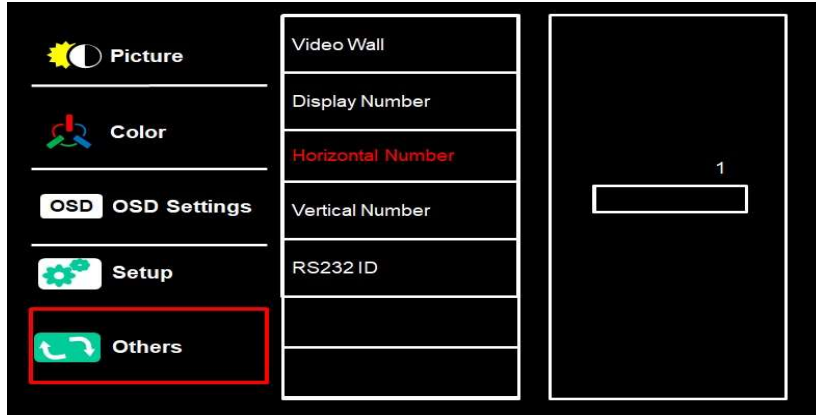 Picture
Color
OSD OSD Settings
Setup
Others
Video Wall
Display Number
Horizontal Number
Vertical Number
RS232 ID
1